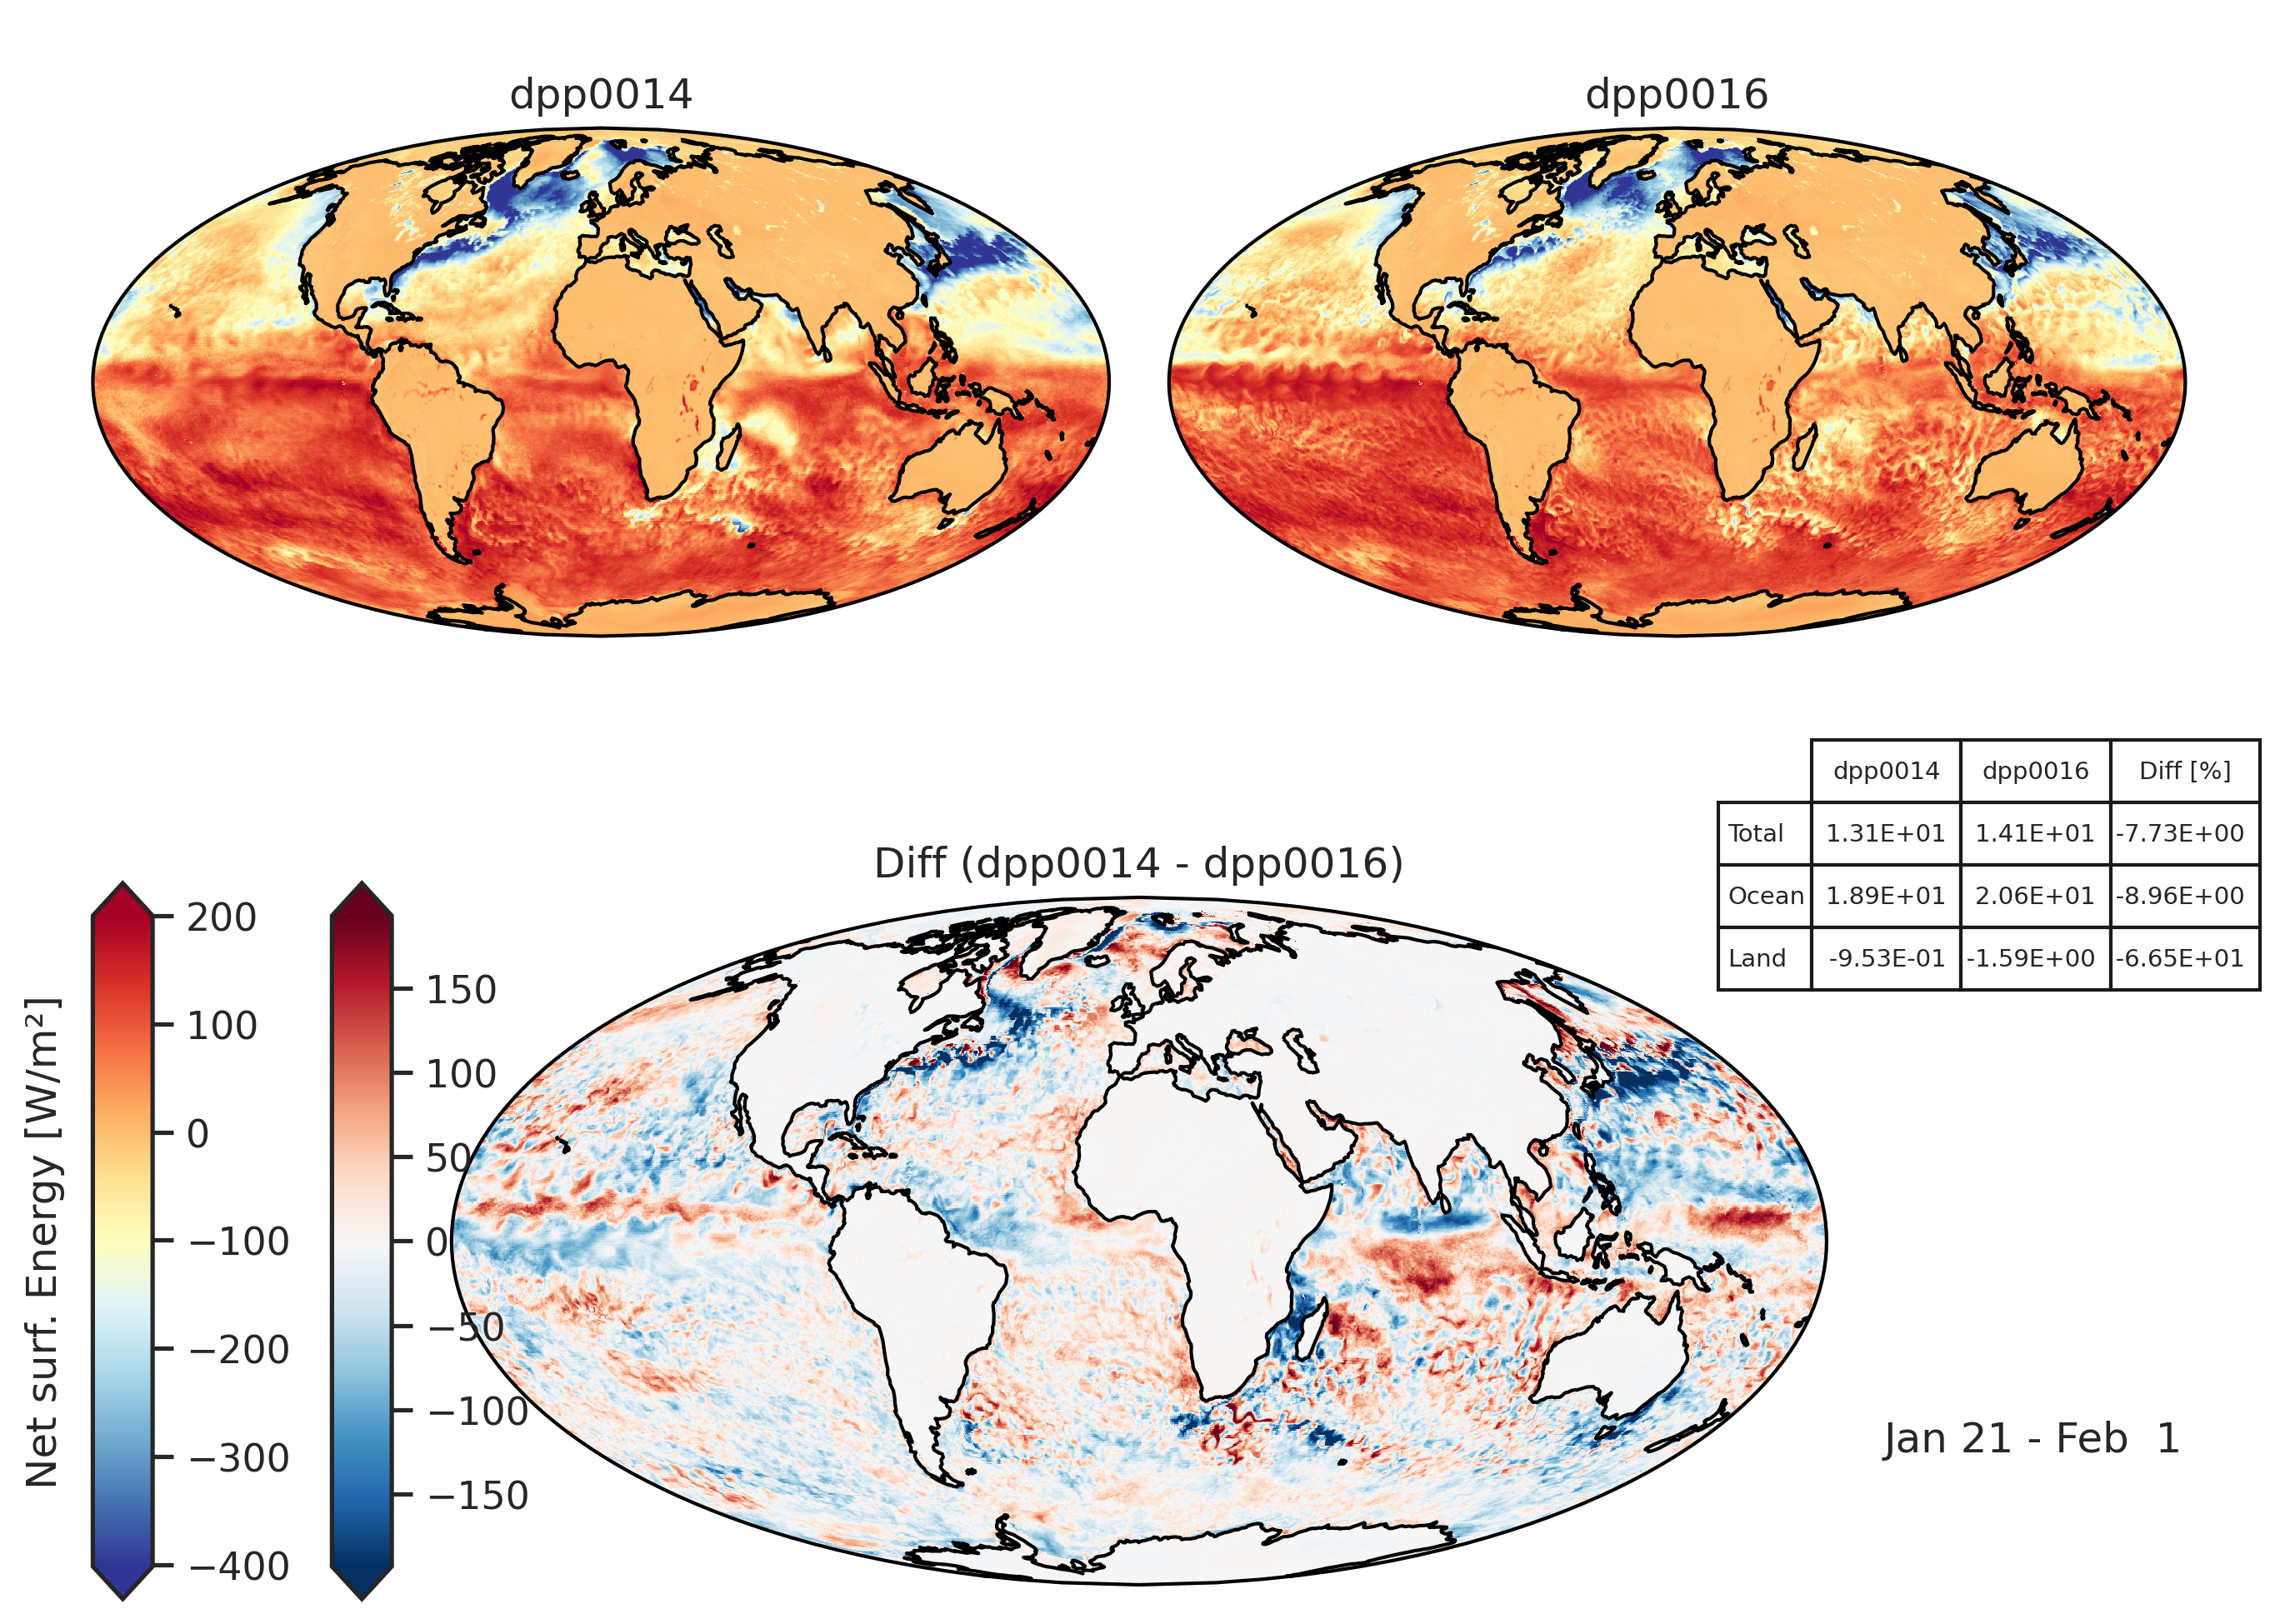 dpp0014
dpp0016
dpp0014 dpp0016 Diff [%]
Total 1.31E+01 1.41E+01 -7.73E+00
Ocean 1.89E+01 2.06E+01 -8.96E+00
Land -9.53E-01 -1.59E+00 -6.65E+01
Diff (dpp0014 - dpp0016)
Net surf. Energy [W/m²]
200
100
0
−100
−200
−300
−400
150
100
50
0
−50
−100
−150
Jan 21 - Feb  1